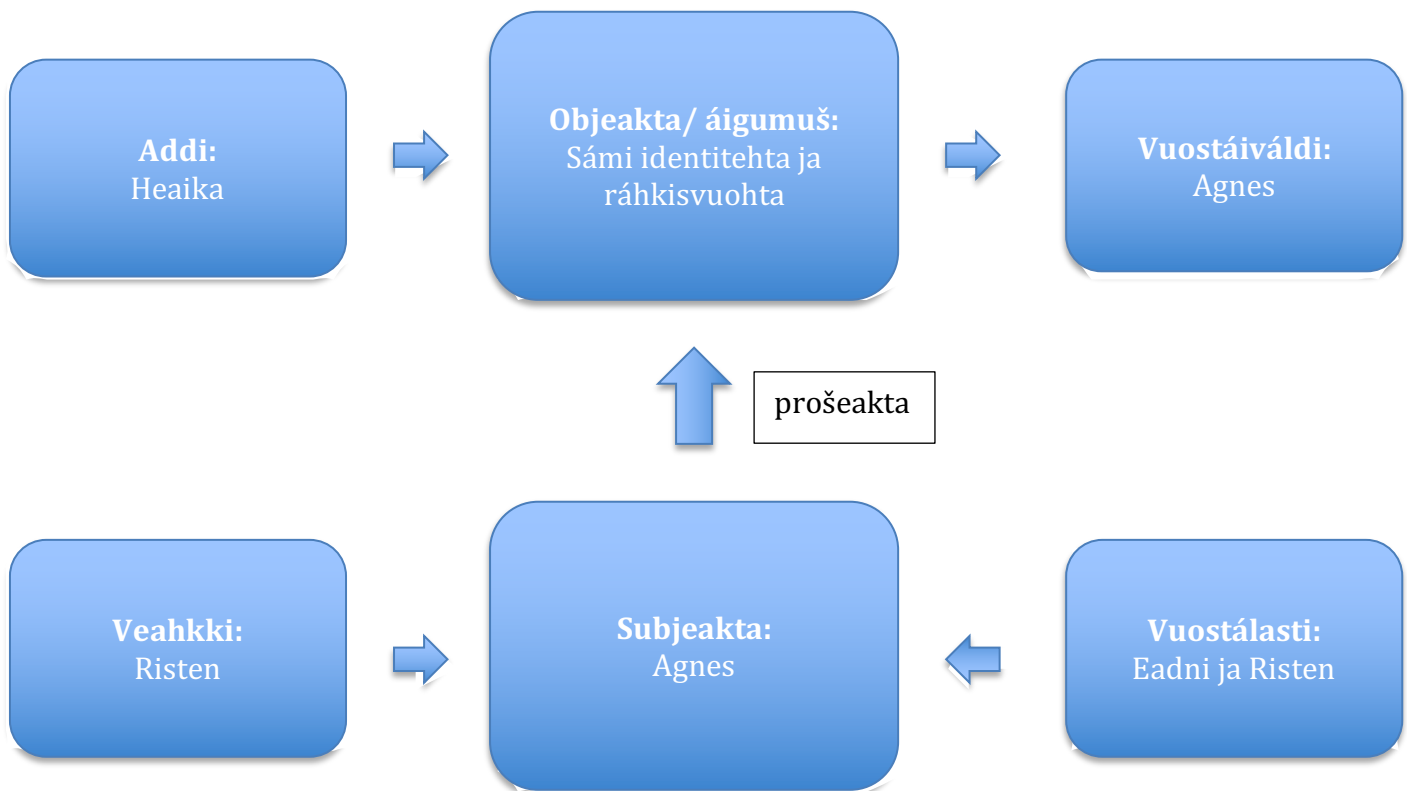 Addi:
Heaika
Objeakta/ áigumuš:
Sámi identitehta ja
ráhkisvuohta
Vuostáiváldi:
Agnes
prošeakta
Veahkki:
Risten
Subjeakta:
Agnes
Vuostálasti:
Eadni ja Risten